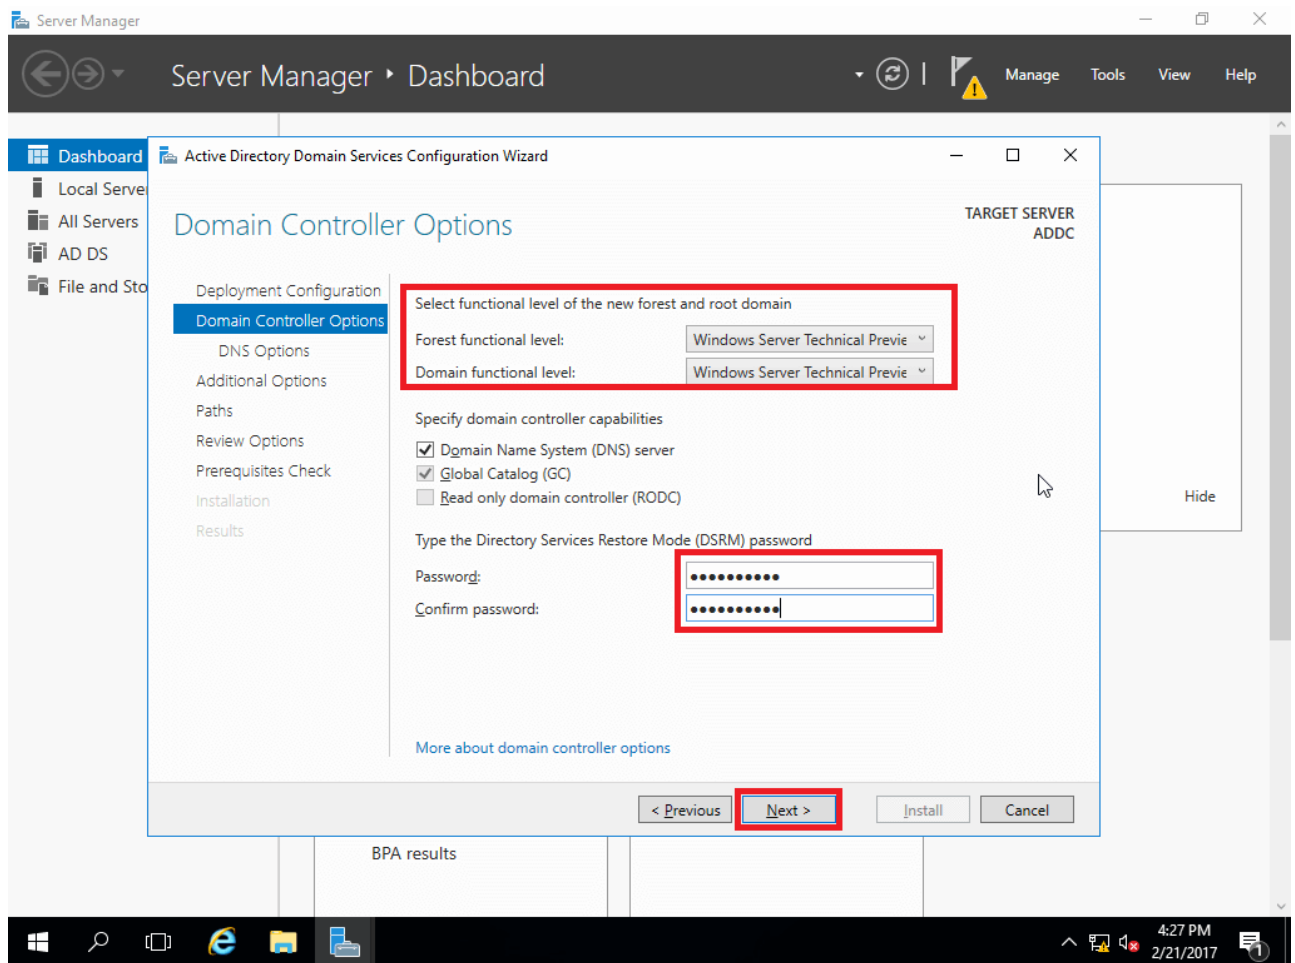 Server Manager
Server Manager ‣ Dashboard
Manage
Tools
View
Help
Dashboard
Local Server
All Servers
AD DS
File and Sto
Active Directory Domain Services Configuration Wizard
Domain Controller Options
TARGET SERVER
ADDC
Deployment Configuration
Domain Controller Options
DNS Options
Additional Options
Paths
Review Options
Prerequisites Check
Installation
Results
Select functional level of the new forest and root domain
Forest functional level: Windows Server Technical Previe
Domain functional level: Windows Server Technical Previe
Specify domain controller capabilities
Domain Name System (DNS) server
Global Catalog (GC)
Read only domain controller (RODC)
Type the Directory Services Restore Mode (DSRM) password
Password: ●●●●●●●●●●
Confirm password: ●●●●●●●●●●
More about domain controller options
< Previous
Next >
Install
Cancel
Hide
BPA results
4:27 PM
2/21/2017
1